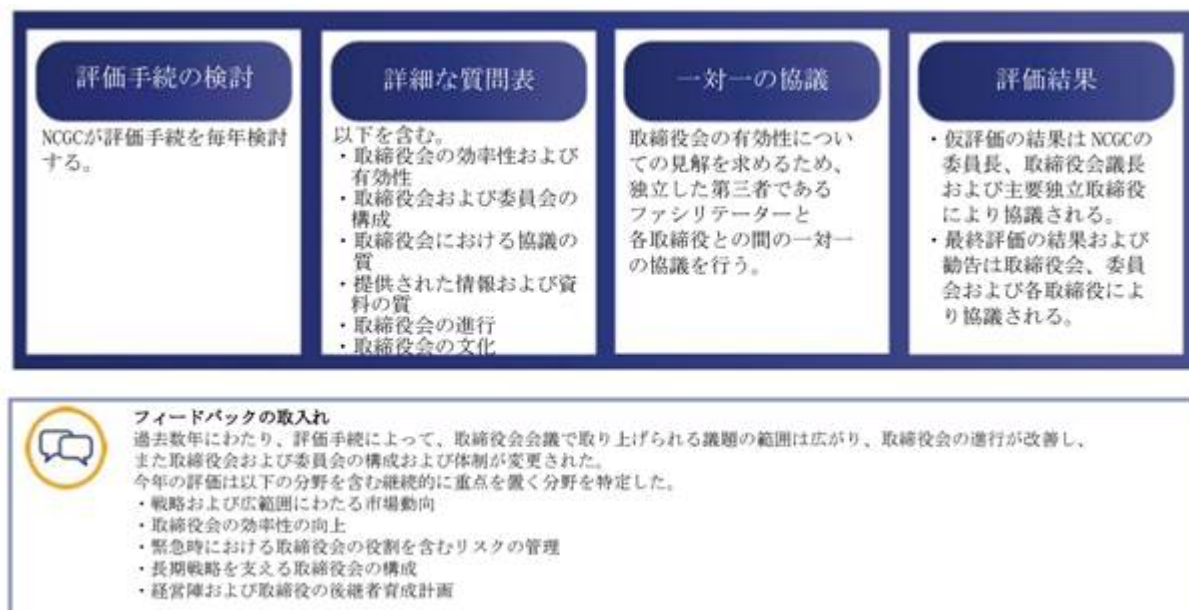 評価手続の検討
NCGCが評価手続を毎年検討
する。
詳細な質問表
以下を含む。
・取締役会の効率性および
有効性
・取締役会および委員会の
構成
・取締役会における協議の
質
・提供された情報および資
料の質
・取締役会の進行
・取締役会の文化
一対一の協議
取締役会の有効性につい
ての見解を求めるため、
独立した第三者である
ファシリテーターと
各取締役との間の一対一
の協議を行う。
評価結果
・仮評価の結果はNCGCの
委員長、取締役会議長
および主要独立取締役
により協議される。
・最終評価の結果および
勧告は取締役会、委員
会および各取締役によ
り協議される。
フィードバックの取入れ
過去数年にわたり、評価手続によって、取締役会会議で取り上げられる議題の範囲は広がり、取締役会の進行が改善し、
また取締役会および委員会の構成および体制が変更された。
今年の評価は以下の分野を含む継続的に重点を置く分野を特定した。
・戦略および広範囲にわたる市場動向
・取締役会の効率性の向上
・緊急時における取締役会の役割を含むリスクの管理
・長期戦略を支える取締役会の構成
・経営陣および取締役の後継者育成計画